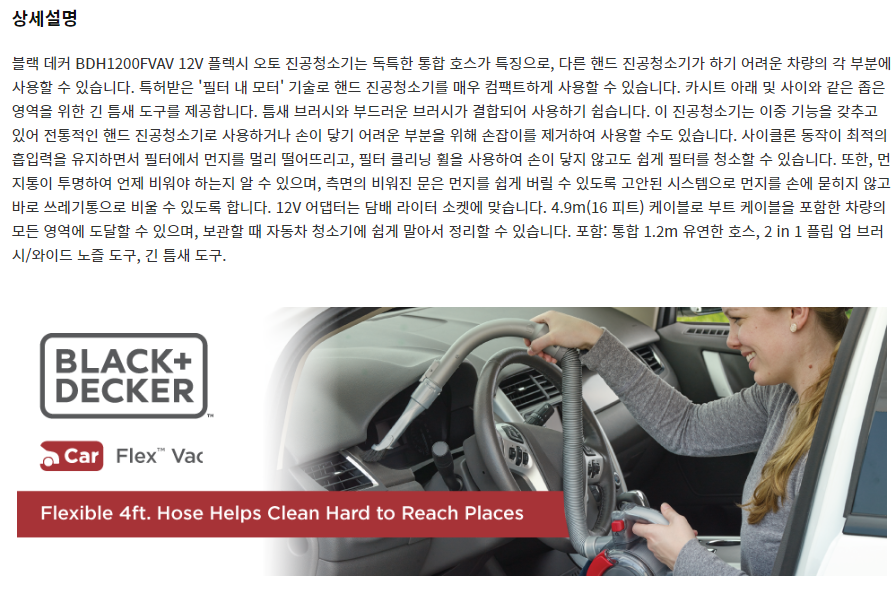 상세설명
블랙 데커 BDH1200FVAV 12V 플렉시 오토 진공청소기는 독특한 통합 호스가 특징으로, 다른 핸드 진공청소기가 하기 어려운 차량의 각 부분에
사용할 수 있습니다. 특허받은 '필터 내 모터' 기술로 핸드 진공청소기를 매우 컴팩트하게 사용할 수 있습니다. 카시트 아래 및 사이와 같은 좁은
영역을 위한 긴 틈새 도구를 제공합니다. 틈새 브러시와 부드러운 브러시가 결합되어 사용하기 쉽습니다. 이 진공청소기는 이중 기능을 갖추고
있어 전통적인 핸드 진공청소기로 사용하거나 손이 닿기 어려운 부분을 위해 손잡이를 제거하여 사용할 수도 있습니다. 사이클론 동작이 최적의
흡입력을 유지하면서 필터에서 먼지를 멀리 떨어뜨리고, 필터 클리닝 휠을 사용하여 손이 닿지 않고도 쉽게 필터를 청소할 수 있습니다. 또한, 먼
지통이 투명하여 언제 비워야 하는지 알 수 있으며, 측면의 비워진 문은 먼지를 쉽게 버릴 수 있도록 고안된 시스템으로 먼지를 손에 묻히지 않고
바로 쓰레기통으로 비울 수 있도록 합니다. 12V 어댑터는 담배 라이터 소켓에 맞습니다. 4.9m(16 피트) 케이블로 부트 케이블을 포함한 차량의
모든 영역에 도달할 수 있으며, 보관할 때 자동차 청소기에 쉽게 말아서 정리할 수 있습니다. 포함: 통합 1.2m 유연한 호스, 2 in 1 플립 업 브러
시/와이드 노즐 도구, 긴 틈새 도구.
BLACK+
DECKER™
Car Flex™ Vac
Flexible 4ft. Hose Helps Clean Hard to Reach Places